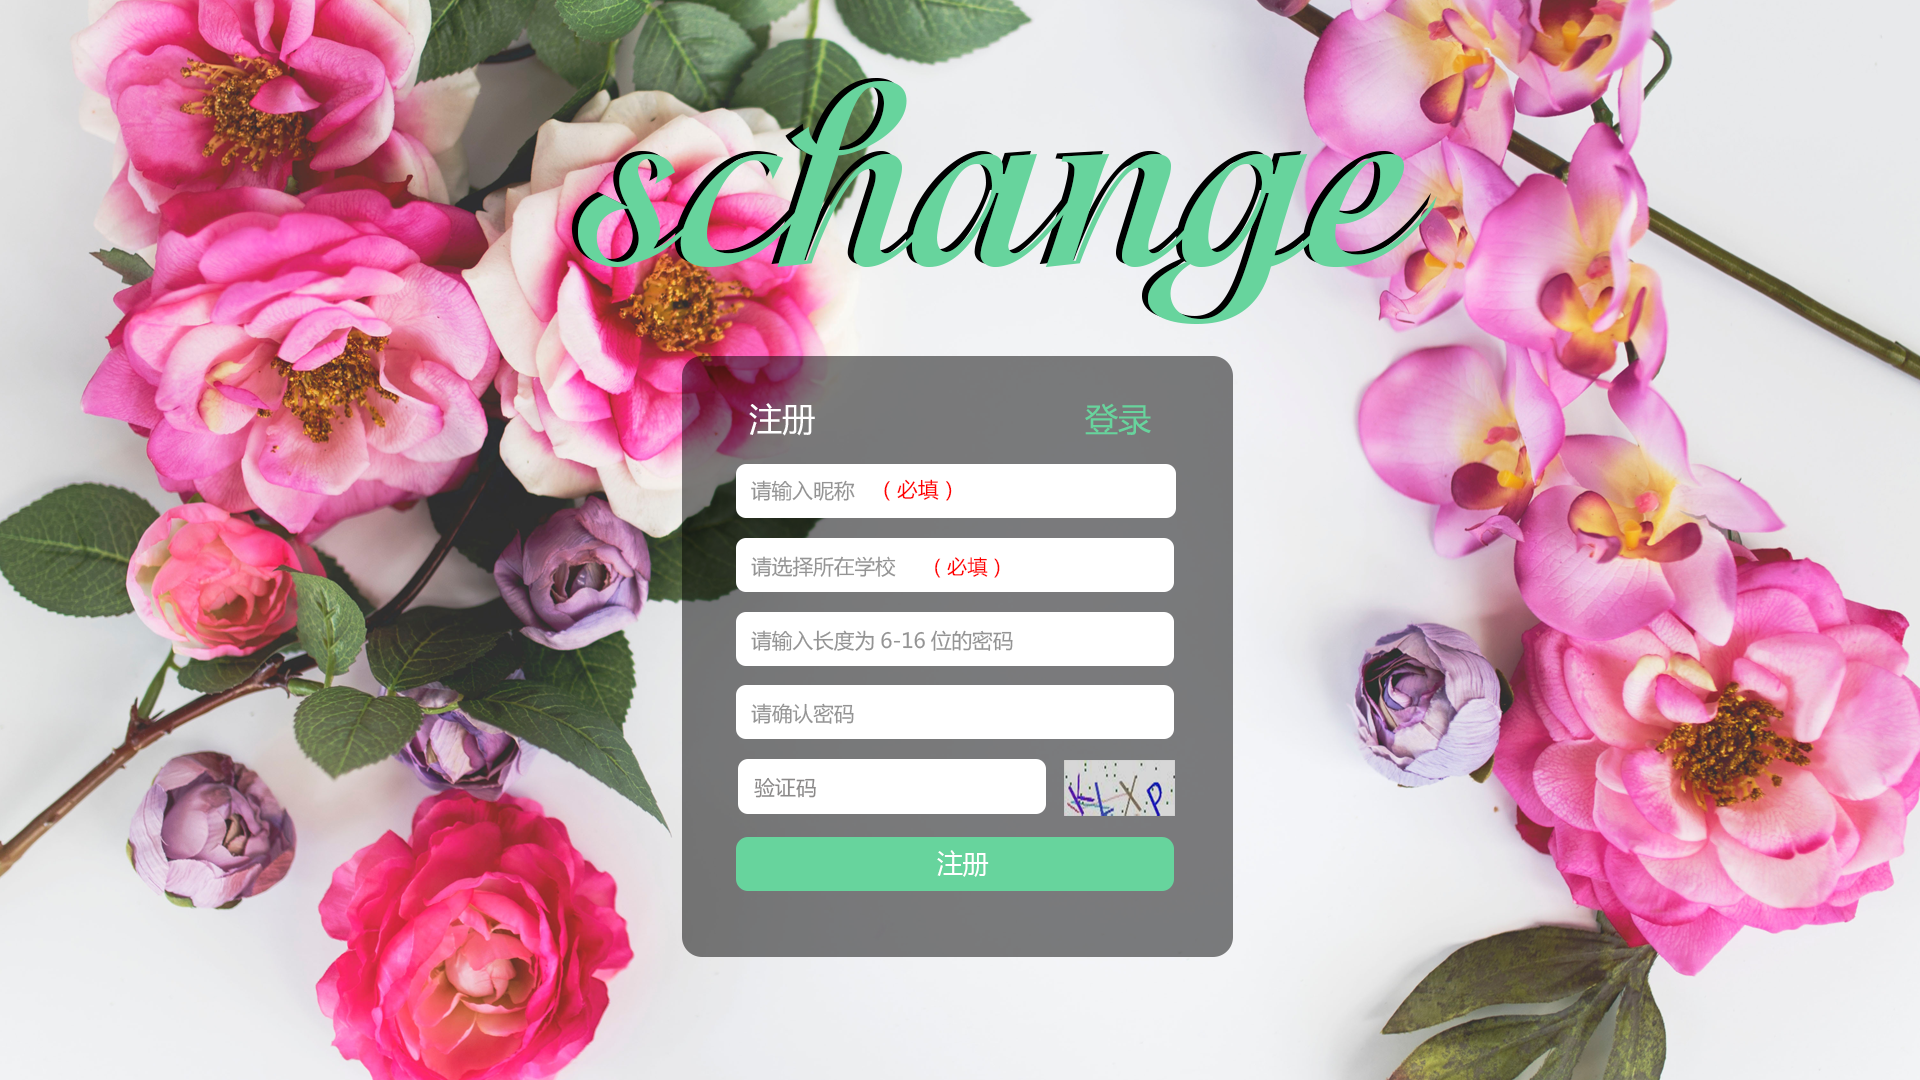 schange
注册 登录
请输入昵称 (必填)
请选择所在学校 (必填)
请输入长度为 6-16 位的密码
请确认密码
验证码 KLXP
注册